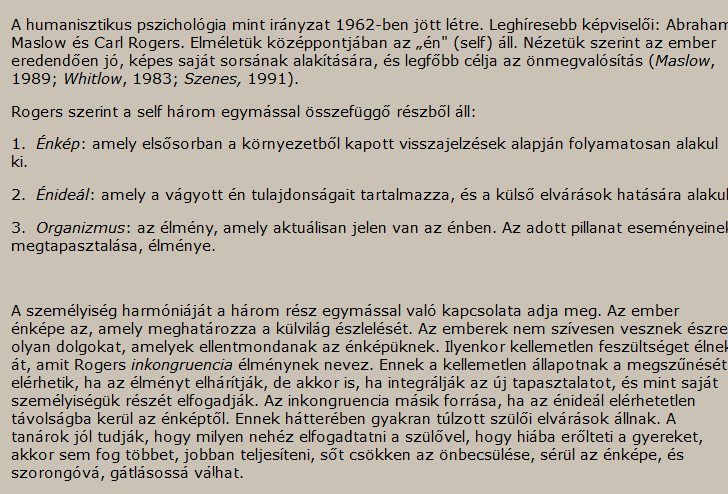 A humanisztikus pszichológia mint irányzat 1962-ben jött létre. Leghíresebb képviselői: Abraham
Maslow és Carl Rogers. Elméletük középpontjában az „én" (self) áll. Nézetük szerint az ember
eredendően jó, képes saját sorsának alakítására, és legfőbb célja az önmegvalósítás (Maslow,
1989; Whitlow, 1983; Szenes, 1991).
Rogers szerint a self három egymással összefüggő részből áll:
1. Énkép: amely elsősorban a környezetből kapott visszajelzések alapján folyamatosan alakul
ki.
2. Énideál: amely a vágyott én tulajdonságait tartalmazza, és a külső elvárások hatására alakul
3. Organizmus: az élmény, amely aktuálisan jelen van az énben. Az adott pillanat eseményeinek
megtapasztalása, élménye.
A személyiség harmóniáját a három rész egymással való kapcsolata adja meg. Az ember
énképe az, amely meghatározza a külvilág észlelését. Az emberek nem szívesen vesznek észre
olyan dolgokat, amelyek ellentmondanak az énképüknek. Ilyenkor kellemetlen feszültséget élnek
át, amit Rogers inkongruencia élménynek nevez. Ennek a kellemetlen állapotnak a megszűnését
elérhetik, ha az élményt elhárítják, de akkor is, ha integrálják az új tapasztalatot, és mint saját
személyiségük részét elfogadják. Az inkongruencia másik forrása, ha az énideál elérhetetlen
távolságba kerül az énképtől. Ennek hátterében gyakran túlzott szülői elvárások állnak. A
tanárok jól tudják, hogy milyen nehéz elfogadtatni a szülővel, hogy hiába erőlteti a gyereket,
akkor sem fog többet, jobban teljesíteni, sőt csökken az önbecsülése, sérül az énképe, és
szorongóvá, gátlásossá válhat.